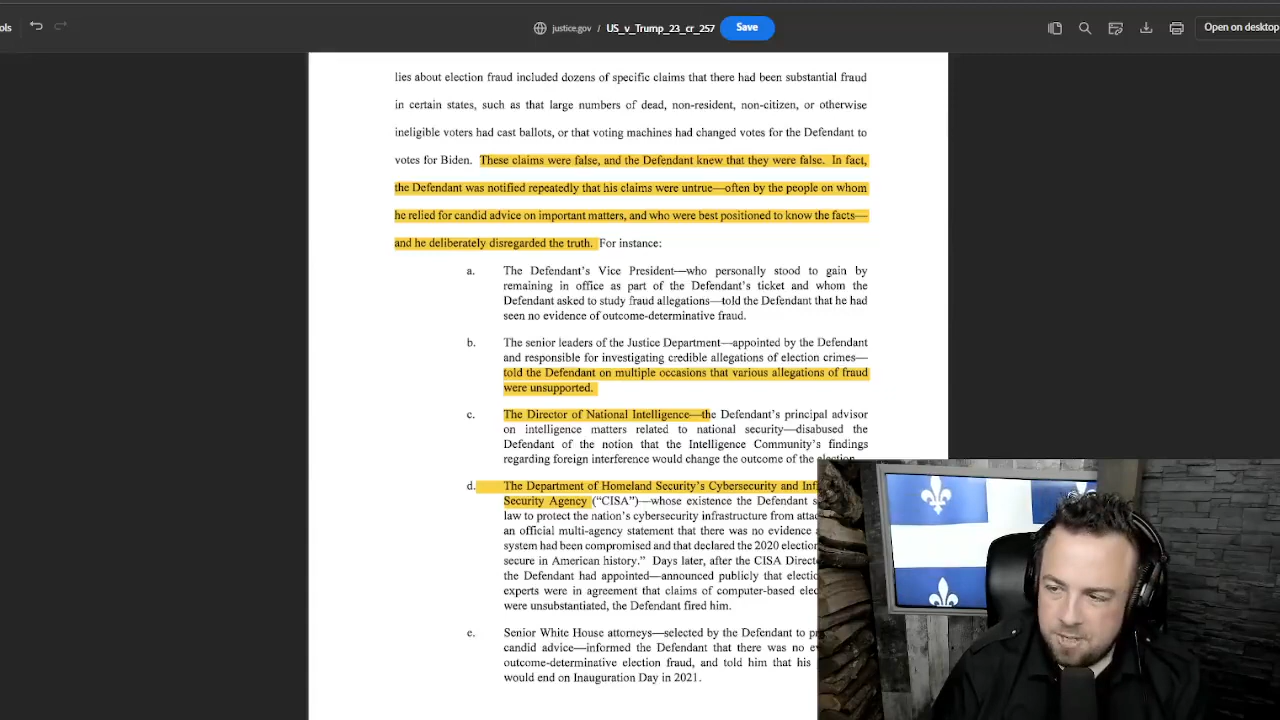 ols
justice.gov / US_v_Trump_23_cr_257 Save
Open on desktop
lies about election fraud included dozens of specific claims that there had been substantial fraud
in certain states, such as that large numbers of dead, non-resident, non-citizen, or otherwise
ineligible voters had cast ballots, or that voting machines had changed votes for the Defendant to
votes for Biden. These claims were false, and the Defendant knew that they were false. In fact,
the Defendant was notified repeatedly that his claims were untrue—often by the people on whom
he relied for candid advice on important matters, and who were best positioned to know the facts—
and he deliberately disregarded the truth. For instance:
a. The Defendant's Vice President—who personally stood to gain by
remaining in office as part of the Defendant's ticket and whom the
Defendant asked to study fraud allegations—told the Defendant that he had
seen no evidence of outcome-determinative fraud.
b. The senior leaders of the Justice Department—appointed by the Defendant
and responsible for investigating credible allegations of election crimes—
told the Defendant on multiple occasions that various allegations of fraud
were unsupported.
c. The Director of National Intelligence—the Defendant's principal advisor
on intelligence matters related to national security—disabused the
Defendant of the notion that the Intelligence Community's findings
regarding foreign interference would change the outcome of the election.
d. The Department of Homeland Security's Cybersecurity and Inf
Security Agency ("CISA")—whose existence the Defendant s
law to protect the nation's cybersecurity infrastructure from attac
an official multi-agency statement that there was no evidence
system had been compromised and that declared the 2020 election
secure in American history." Days later, after the CISA Direct
the Defendant had appointed—announced publicly that electi
experts were in agreement that claims of computer-based elec
were unsubstantiated, the Defendant fired him.
e. Senior White House attorneys—selected by the Defendant to pr
candid advice—informed the Defendant that there was no ev
outcome-determinative election fraud, and told him that his
would end on Inauguration Day in 2021.